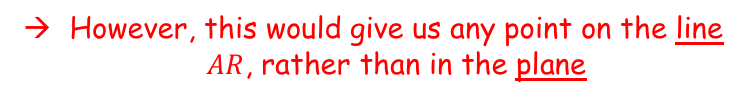 → However, this would give us any point on the line
AR, rather than in the plane